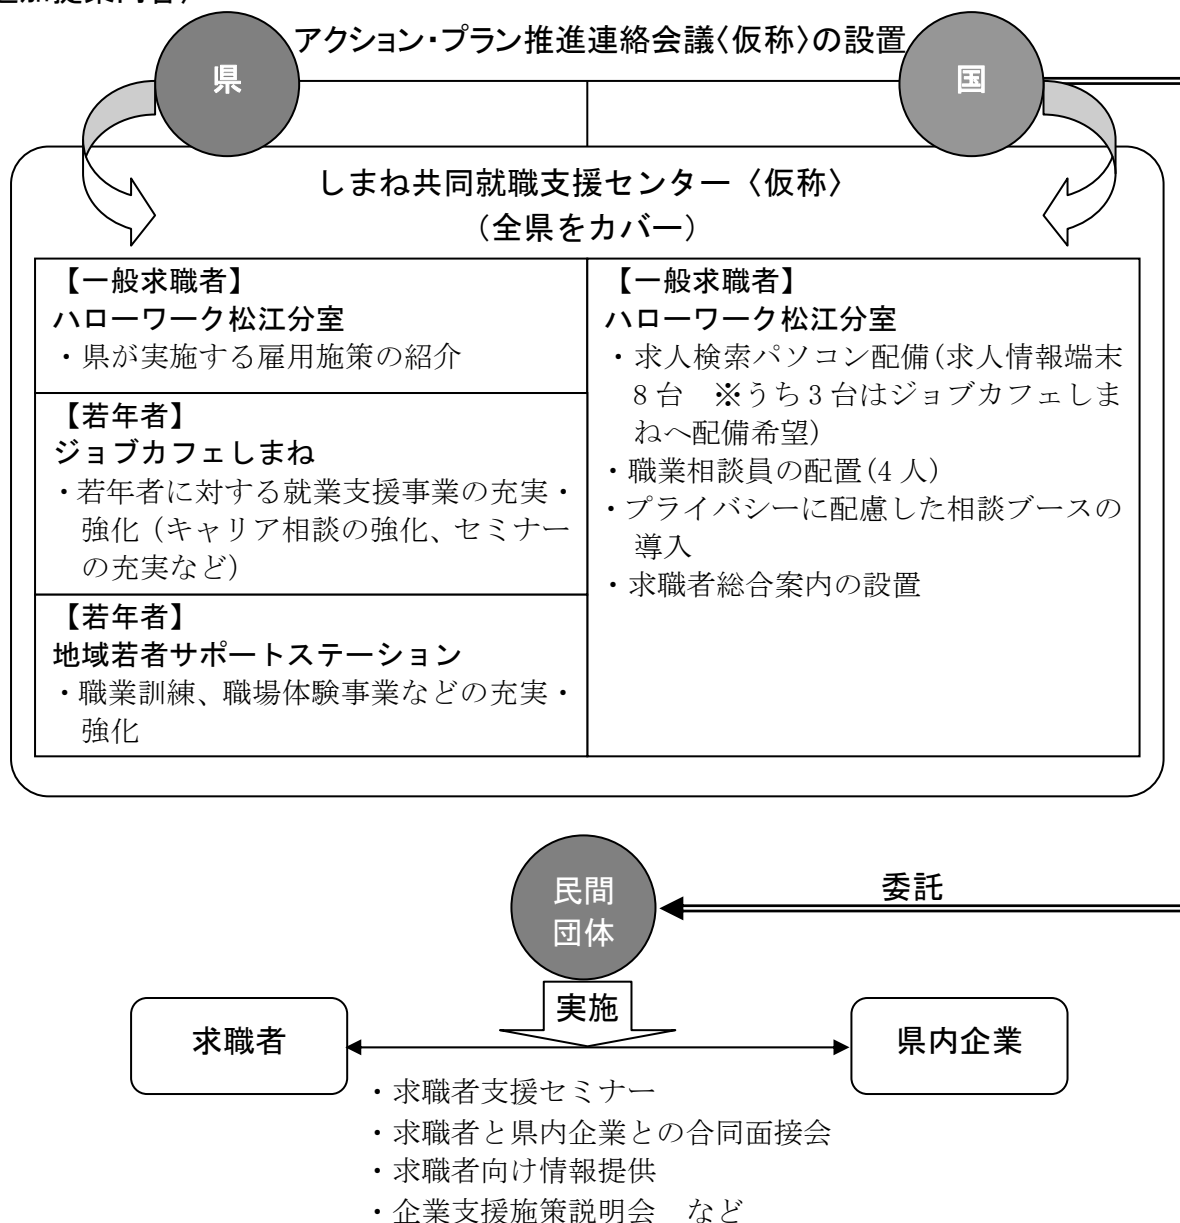 アクション・プラン推進連絡会議〈仮称〉の設置
県
国
しまね共同就職支援センター〈仮称〉
（全県をカバー）
【一般求職者】
ハローワーク松江分室
・県が実施する雇用施策の紹介
【若年者】
ジョブカフェしまね
・若年者に対する就業支援事業の充実・
強化（キャリア相談の強化、セミナー
の充実など）
【若年者】
地域若者サポートステーション
・職業訓練、職場体験事業などの充実・
強化
【一般求職者】
ハローワーク松江分室
・求人検索パソコン配備(求人情報端末
8台　※うち3台はジョブカフェしま
ねへ配備希望)
・職業相談員の配置(4人)
・プライバシーに配慮した相談ブースの
導入
・求職者総合案内の設置
民間
団体
委託
実施
求職者
県内企業
・求職者支援セミナー
・求職者と県内企業との合同面接会
・求職者向け情報提供
・企業支援施策説明会　など